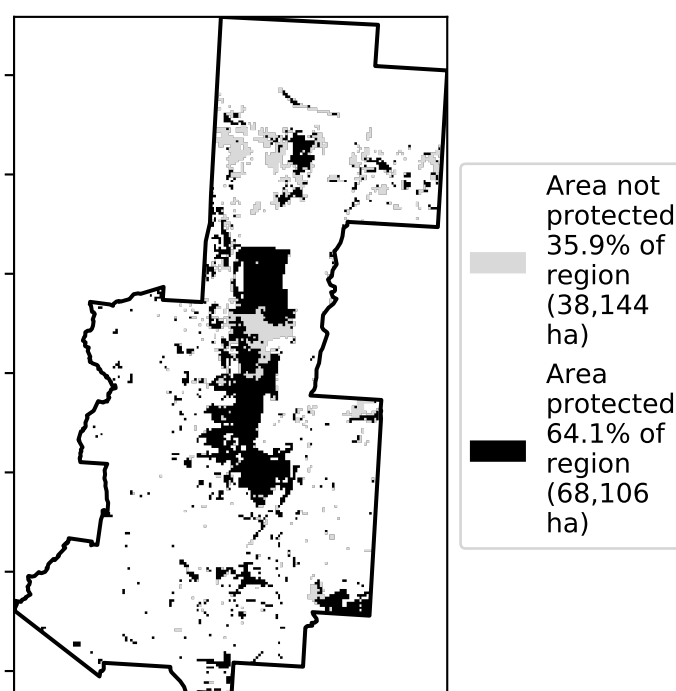 Area not
protected
35.9% of
region
(38,144
ha)
Area
protected
64.1% of
region
(68,106
ha)